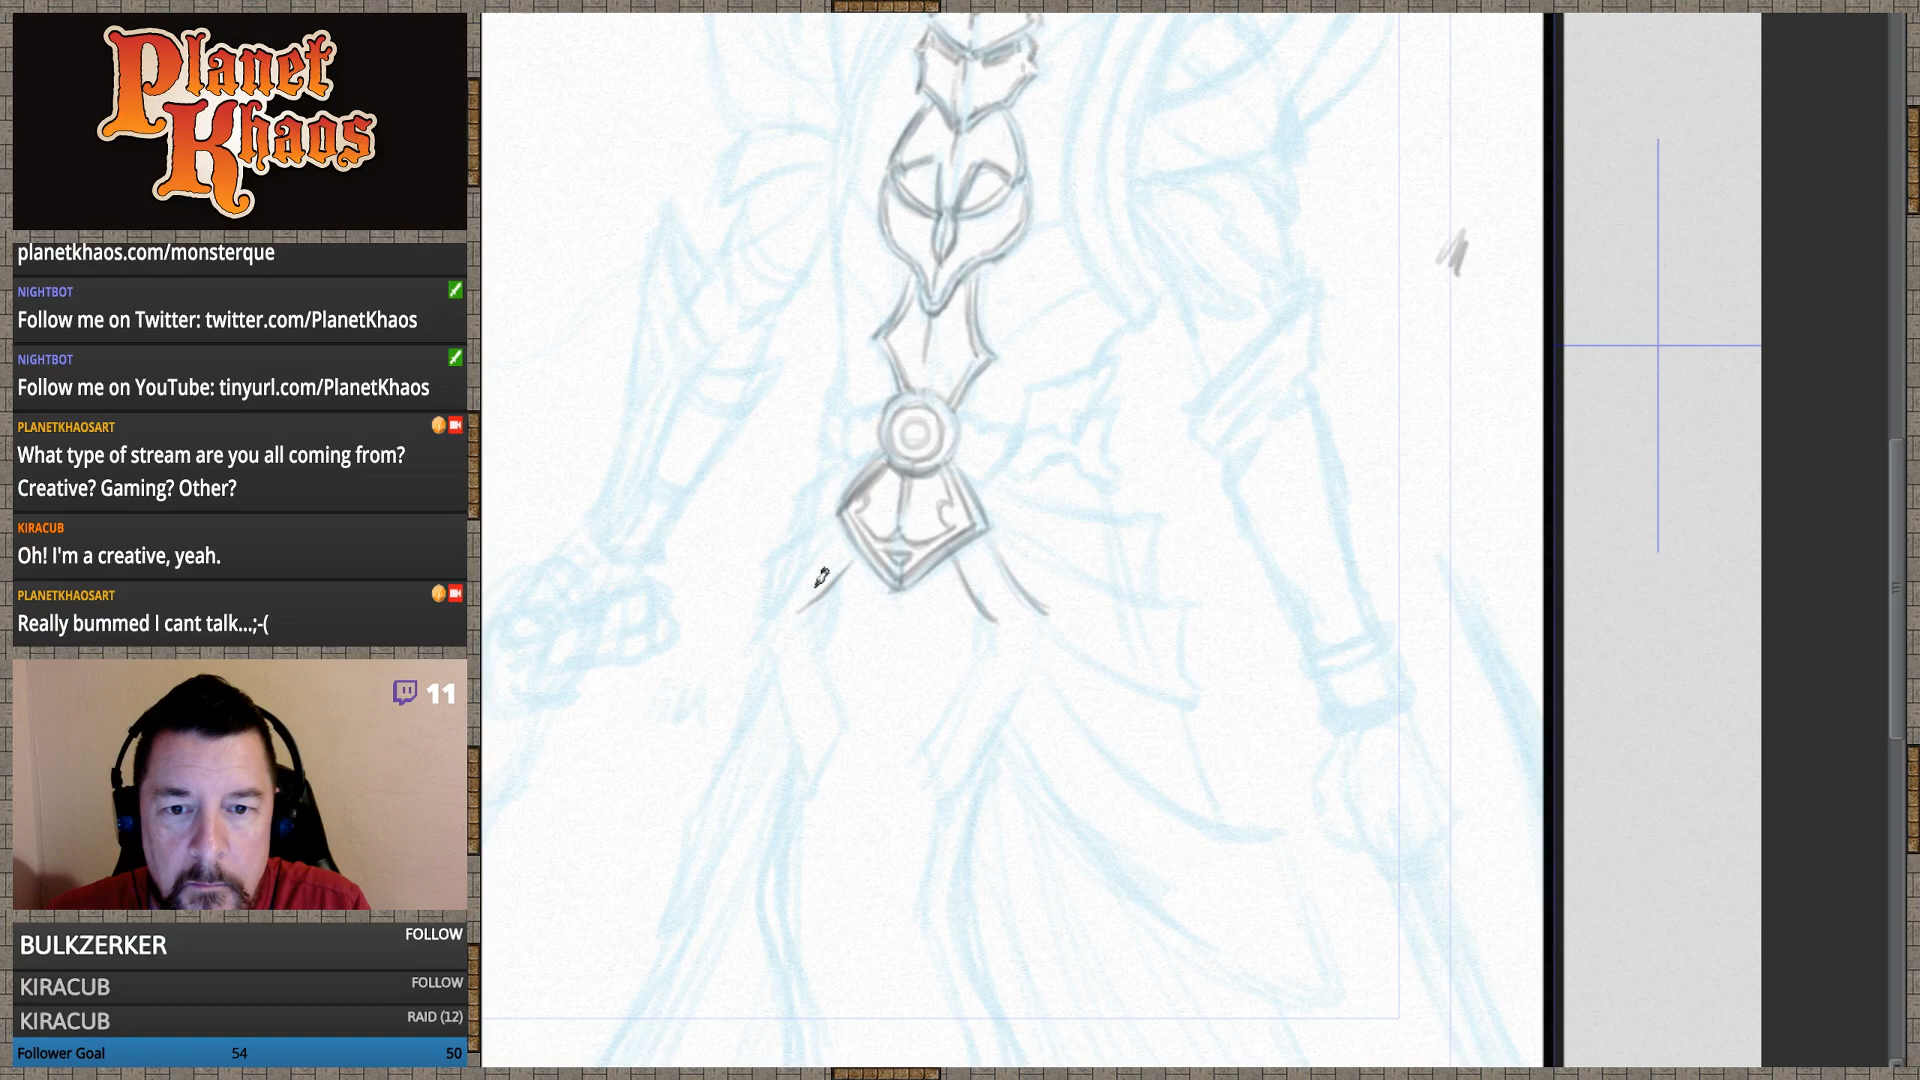 Planet
Khaos
planetkhaos.com/monsterque
NIGHTBOT
Follow me on Twitter: twitter.com/PlanetKhaos
NIGHTBOT
Follow me on YouTube: tinyurl.com/PlanetKhaos
PLANETKHAOSART
What type of stream are you all coming from?
Creative? Gaming? Other?
KIRACUB
Oh! I'm a creative, yeah.
PLANETKHAOSART
Really bummed I cant talk...;-(
11
BULKZERKER FOLLOW
KIRACUB FOLLOW
KIRACUB RAID (12)
Follower Goal 54 50